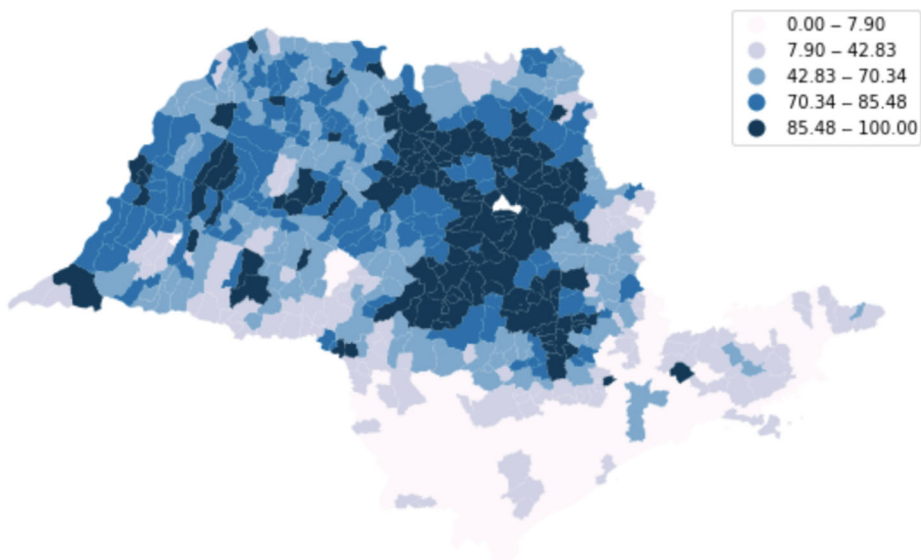 0.00 – 7.90
7.90 – 42.83
42.83 – 70.34
70.34 – 85.48
85.48 – 100.00